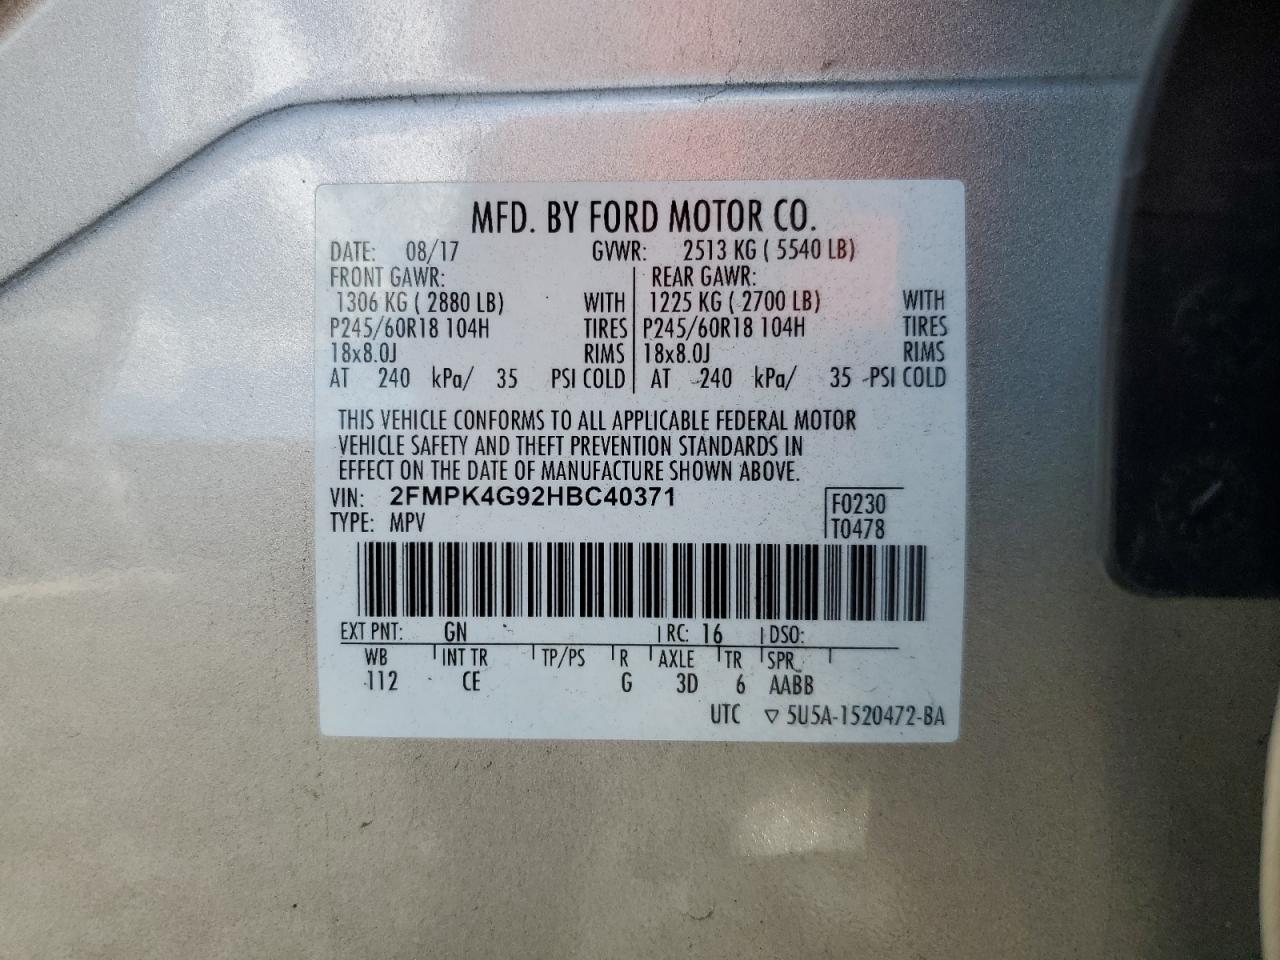 MFD. BY FORD MOTOR CO.
DATE: 08/17 GVWR: 2513 KG ( 5540 LB)
FRONT GAWR: REAR GAWR:
1306 KG ( 2880 LB) WITH 1225 KG ( 2700 LB) WITH
P245/60R18 104H TIRES P245/60R18 104H TIRES
18x8.0J RIMS 18x8.0J RIMS
AT 240 kPa/ 35 PSI COLD AT 240 kPa/ 35 PSI COLD
THIS VEHICLE CONFORMS TO ALL APPLICABLE FEDERAL MOTOR
VEHICLE SAFETY AND THEFT PREVENTION STANDARDS IN
EFFECT ON THE DATE OF MANUFACTURE SHOWN ABOVE.
VIN: 2FMPK4G92HBC40371 F0230
TYPE: MPV T0478
EXT PNT: GN RC: 16 DSO:
WB INT TR TP/PS R AXLE TR SPR
112 CE G 3D 6 AABB
UTC ▽ 5U5A-1520472-BA